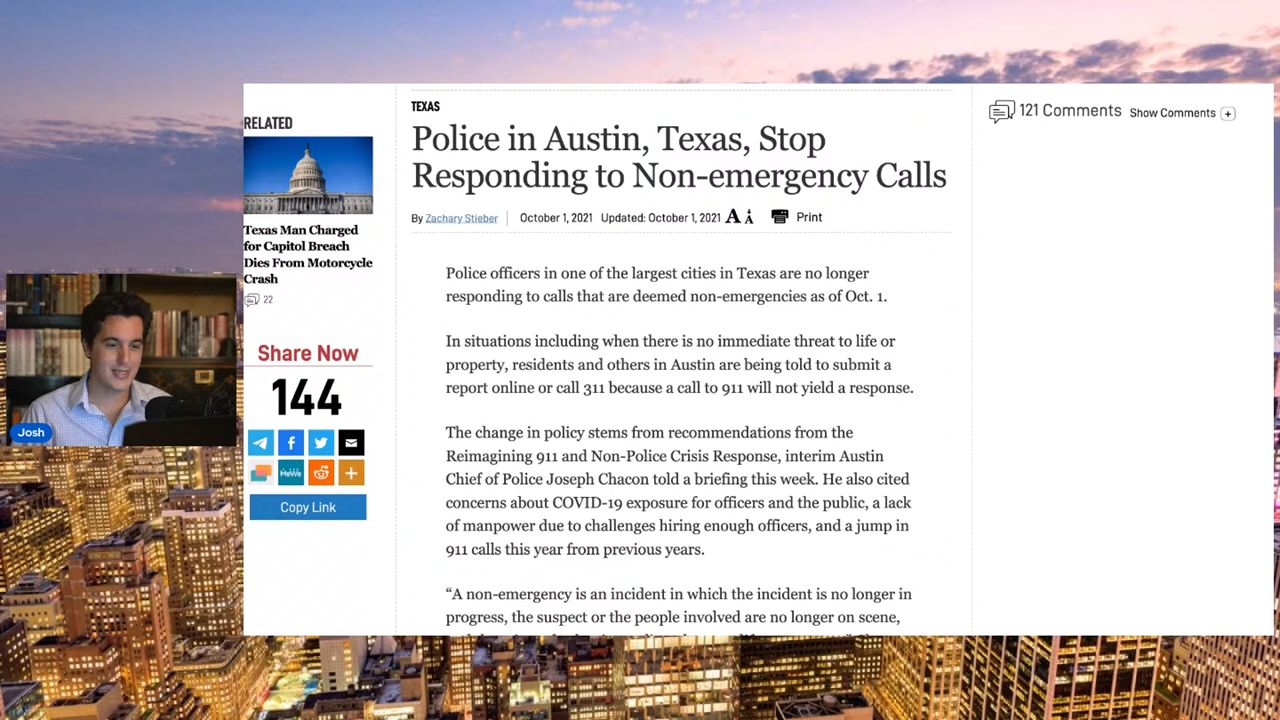 RELATED
Texas Man Charged
for Capitol Breach
Dies From Motorcycle
Crash
22
Josh
Share Now
144
MeWe
Copy Link
TEXAS
Police in Austin, Texas, Stop
Responding to Non-emergency Calls
By Zachary Stieber October 1, 2021 Updated: October 1, 2021 A A Print
Police officers in one of the largest cities in Texas are no longer
responding to calls that are deemed non-emergencies as of Oct. 1.
In situations including when there is no immediate threat to life or
property, residents and others in Austin are being told to submit a
report online or call 311 because a call to 911 will not yield a response.
The change in policy stems from recommendations from the
Reimagining 911 and Non-Police Crisis Response, interim Austin
Chief of Police Joseph Chacon told a briefing this week. He also cited
concerns about COVID-19 exposure for officers and the public, a lack
of manpower due to challenges hiring enough officers, and a jump in
911 calls this year from previous years.
“A non-emergency is an incident in which the incident is no longer in
progress, the suspect or the people involved are no longer on scene,
121 Comments Show Comments +